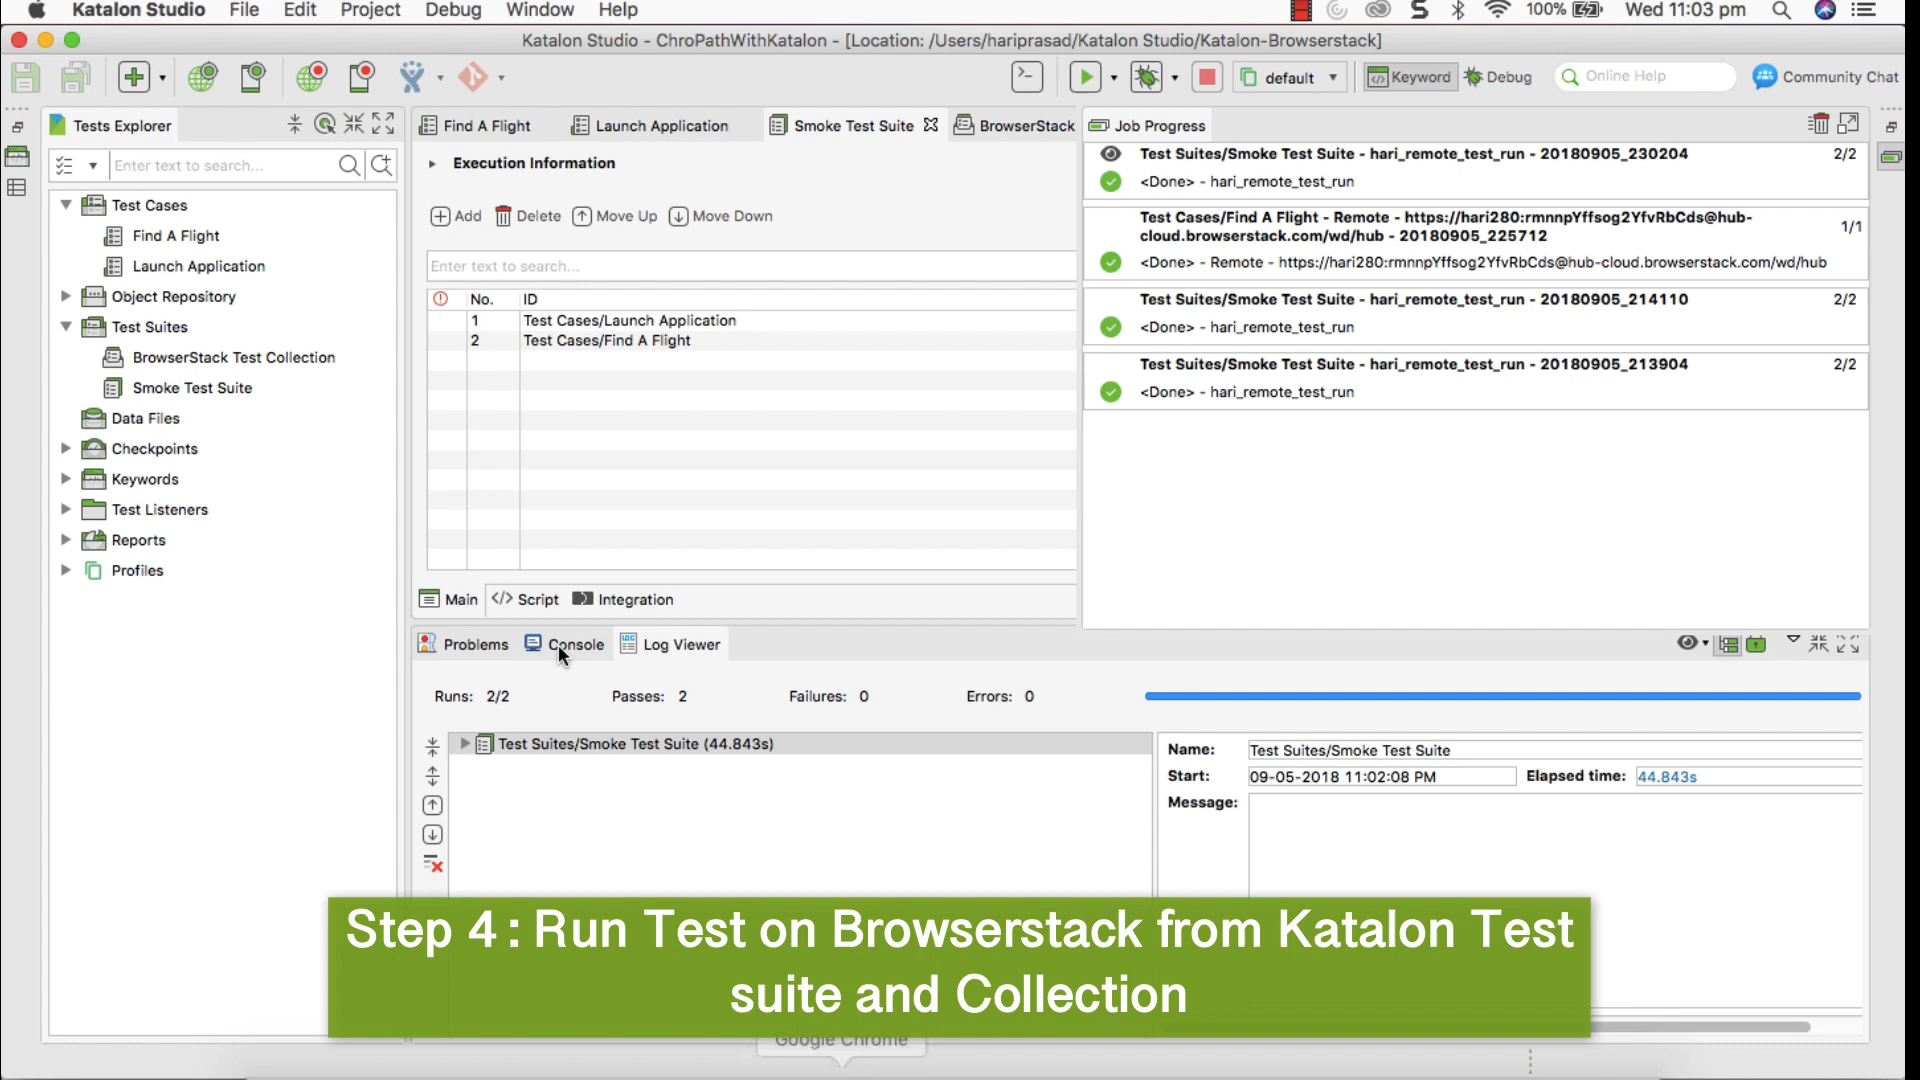 Katalon Studio File Edit Project Debug Window Help 100% Wed 11:03 pm
Katalon Studio - ChroPathWithKatalon - [Location: /Users/hariprasad/Katalon Studio/Katalon-Browserstack]
default Keyword Debug Online Help Community Chat
Tests Explorer
Enter text to search...
Test Cases
Find A Flight
Launch Application
Object Repository
Test Suites
BrowserStack Test Collection
Smoke Test Suite
Data Files
Checkpoints
Keywords
Test Listeners
Reports
Profiles
Find A Flight Launch Application Smoke Test Suite BrowserStack
Execution Information
Add Delete Move Up Move Down
Enter text to search...
No. ID
1 Test Cases/Launch Application
2 Test Cases/Find A Flight
Main Script Integration
Job Progress
Test Suites/Smoke Test Suite - hari_remote_test_run - 20180905_230204 2/2
<Done> - hari_remote_test_run
Test Cases/Find A Flight - Remote - https://hari280:rmnnpYffsog2YfvRbCds@hub-
cloud.browserstack.com/wd/hub - 20180905_225712 1/1
<Done> - Remote - https://hari280:rmnnpYffsog2YfvRbCds@hub-cloud.browserstack.com/wd/hub
Test Suites/Smoke Test Suite - hari_remote_test_run - 20180905_214110 2/2
<Done> - hari_remote_test_run
Test Suites/Smoke Test Suite - hari_remote_test_run - 20180905_213904 2/2
<Done> - hari_remote_test_run
Problems Console Log Viewer
Runs: 2/2 Passes: 2 Failures: 0 Errors: 0
Test Suites/Smoke Test Suite (44.843s)
Name: Test Suites/Smoke Test Suite
Start: 09-05-2018 11:02:08 PM Elapsed time: 44.843s
Message:
Step 4 : Run Test on Browserstack from Katalon Test
suite and Collection
Google Chrome